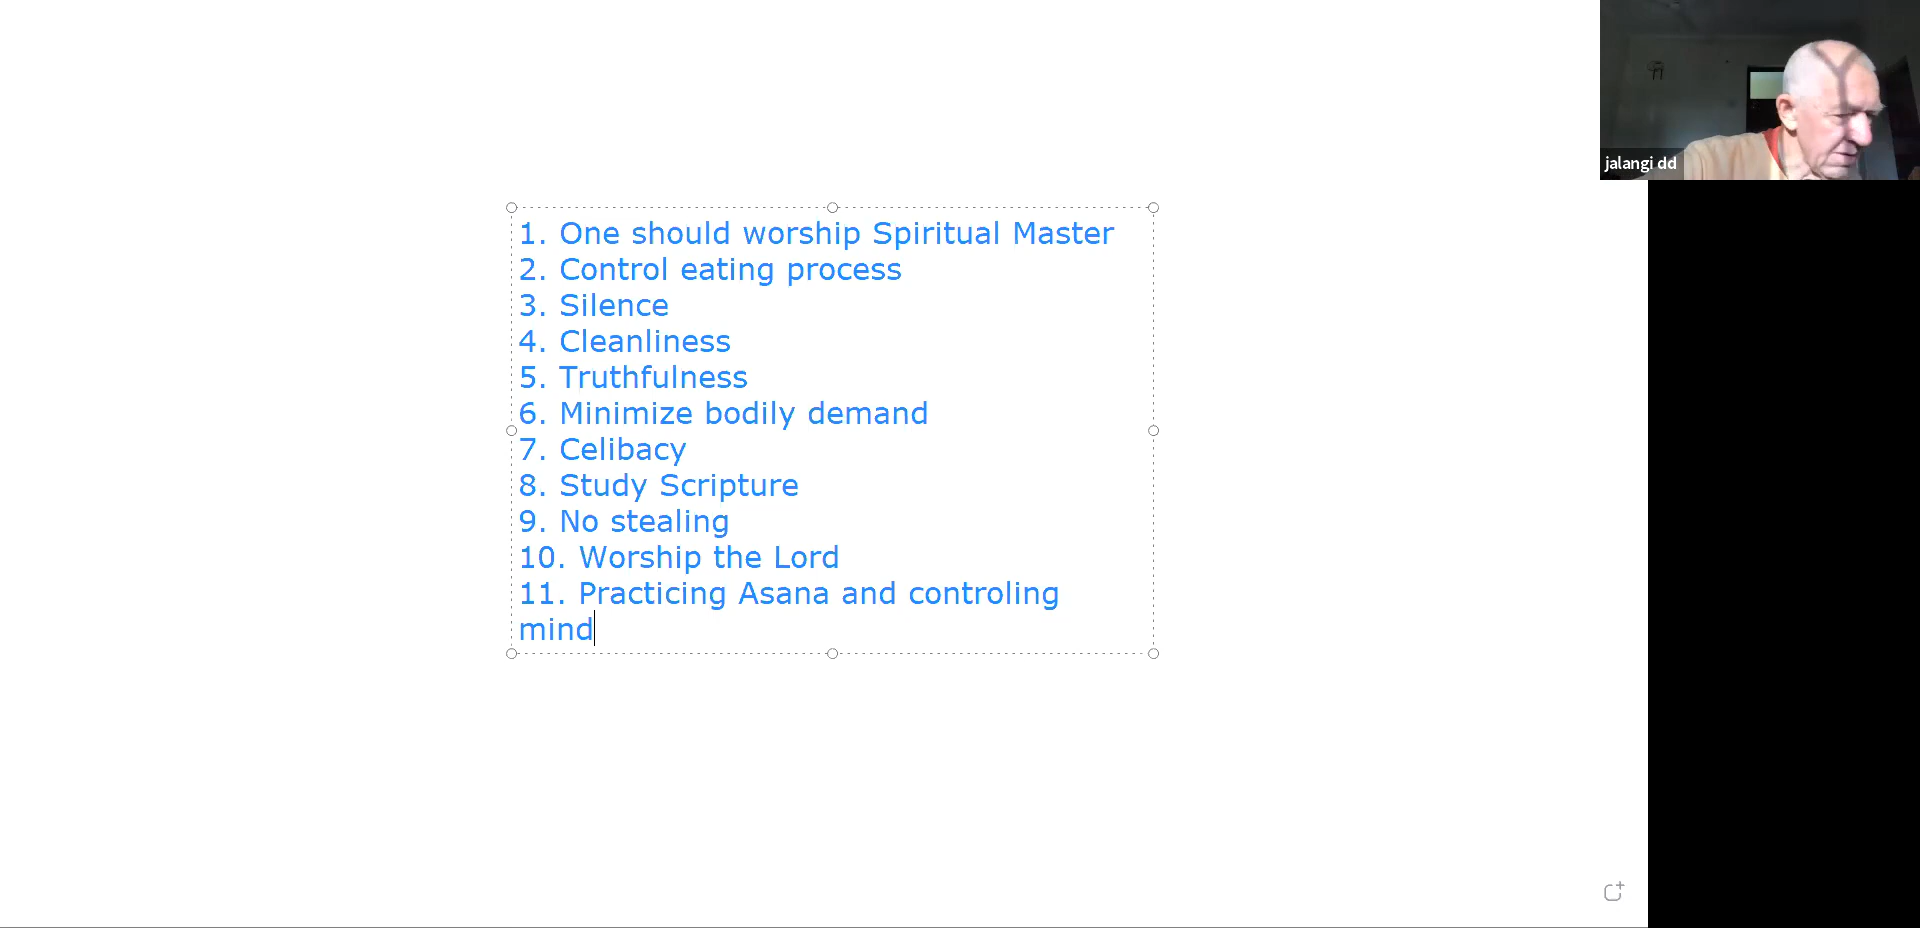 jalangi dd
1. One should worship Spiritual Master
2. Control eating process
3. Silence
4. Cleanliness
5. Truthfulness
6. Minimize bodily demand
7. Celibacy
8. Study Scripture
9. No stealing
10. Worship the Lord
11. Practicing Asana and controling
mind